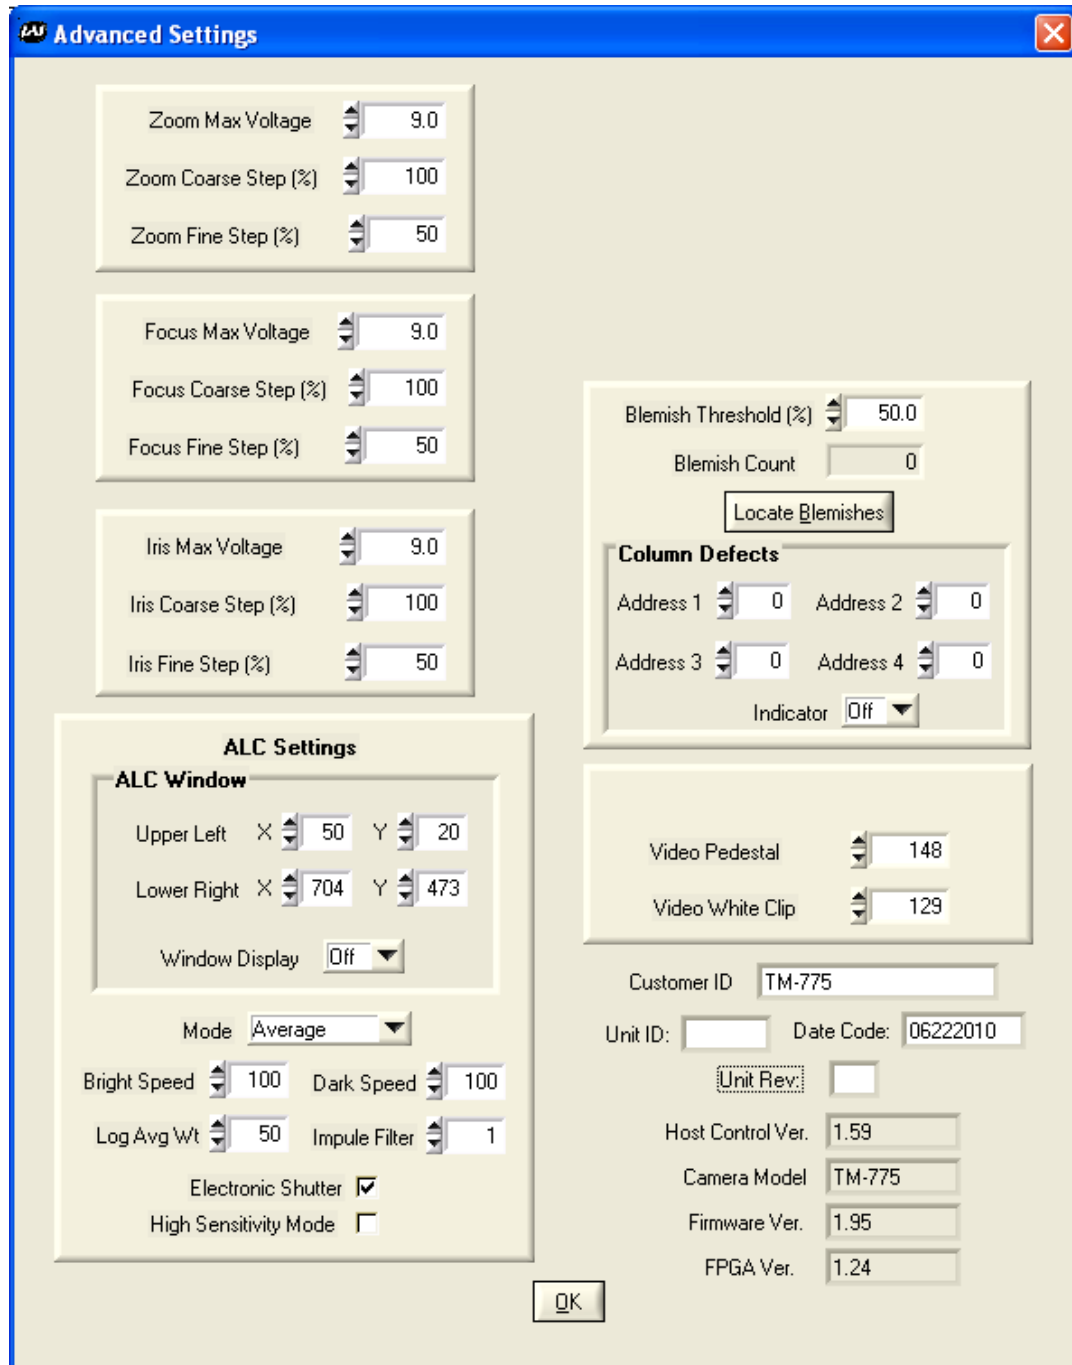 Advanced Settings
Zoom Max Voltage 9.0
Zoom Coarse Step (%) 100
Zoom Fine Step (%) 50
Focus Max Voltage 9.0
Focus Coarse Step (%) 100
Focus Fine Step (%) 50
Iris Max Voltage 9.0
Iris Coarse Step (%) 100
Iris Fine Step (%) 50
ALC Settings
ALC Window
Upper Left X 50 Y 20
Lower Right X 704 Y 473
Window Display Off
Mode Average
Bright Speed 100 Dark Speed 100
Log Avg Wt 50 Impule Filter 1
Electronic Shutter
High Sensitivity Mode
Blemish Threshold (%) 50.0
Blemish Count 0
Locate Blemishes
Column Defects
Address 1 0 Address 2 0
Address 3 0 Address 4 0
Indicator Off
Video Pedestal 148
Video White Clip 129
Customer ID TM-775
Unit ID: Date Code: 06222010
Unit Rev:
Host Control Ver. 1.59
Camera Model TM-775
Firmware Ver. 1.95
FPGA Ver. 1.24
OK